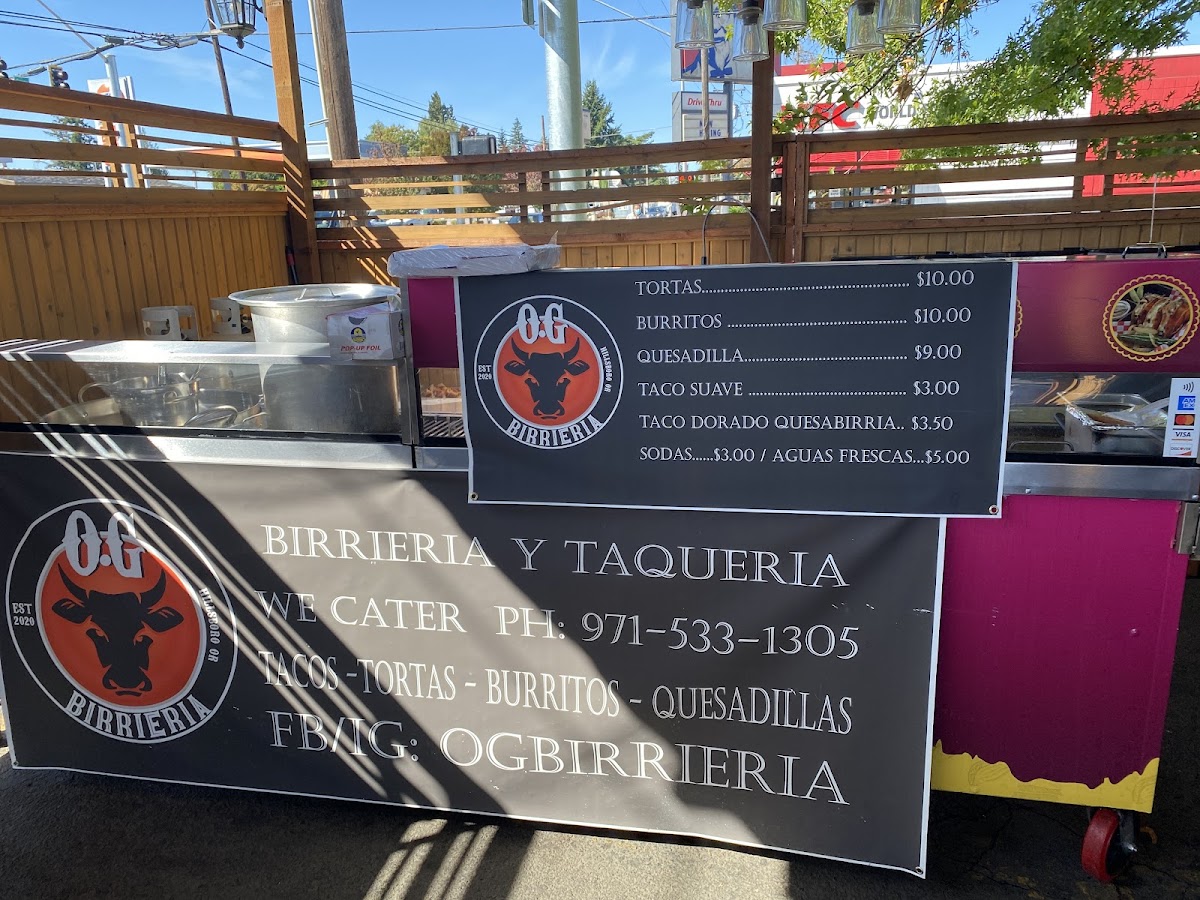 Drive Thru
TORTAS........................................... $10.00
BURRITOS ...................................... $10.00
QUESADILLA.................................. $9.00
TACO SUAVE .................................. $3.00
TACO DORADO QUESABIRRIA.. $3.50
SODAS......$3.00 / AGUAS FRESCAS...$5.00
O.G
EST
2020
HILLSBORO OR
BIRRIERIA
POP-UP FOIL
VISA
DISCOVER
BIRRIERIA Y TAQUERIA
WE CATER PH: 971-533-1305
TACOS -TORTAS - BURRITOS - QUESADILLAS
FB/IG: OGBIRRIERIA
O.G
EST
2020
HILLSBORO OR
BIRRIERIA